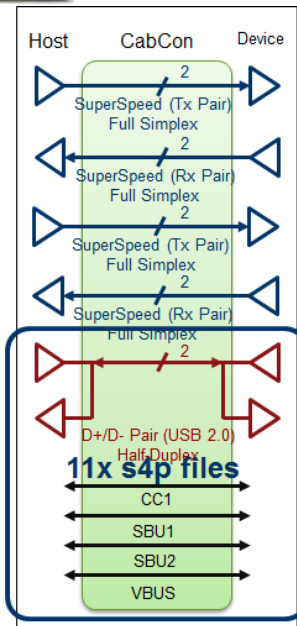 Host CabCon Device
2
SuperSpeed (Tx Pair)
Full Simplex
2
SuperSpeed (Rx Pair)
Full Simplex
2
SuperSpeed (Tx Pair)
Full Simplex
2
SuperSpeed (Rx Pair)
Full Simplex
2
D+/D- Pair (USB 2.0)
Half Duplex
11x s4p files
CC1
SBU1
SBU2
VBUS